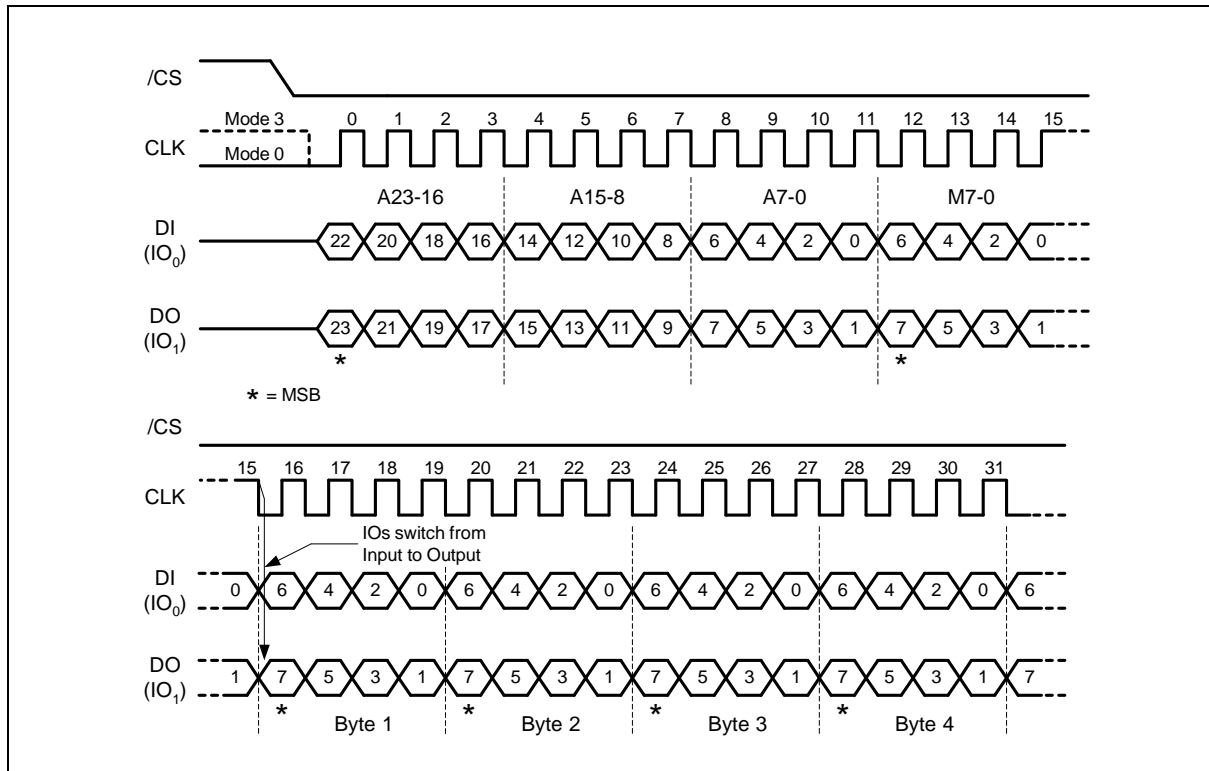 /CS
Mode 3 0 1 2 3 4 5 6 7 8 9 10 11 12 13 14 15
CLK
Mode 0
A23-16 A15-8 A7-0 M7-0
DI
(IO0) 22 20 18 16 14 12 10 8 6 4 2 0 6 4 2 0
DO
(IO1) 23 21 19 17 15 13 11 9 7 5 3 1 7 5 3 1
* *
* = MSB
/CS
15 16 17 18 19 20 21 22 23 24 25 26 27 28 29 30 31
CLK
IOs switch from
Input to Output
DI
(IO0) 0 6 4 2 0 6 4 2 0 6 4 2 0 6 4 2 0 6
DO
(IO1) 1 7 5 3 1 7 5 3 1 7 5 3 1 7 5 3 1 7
* * * *
Byte 1 Byte 2 Byte 3 Byte 4